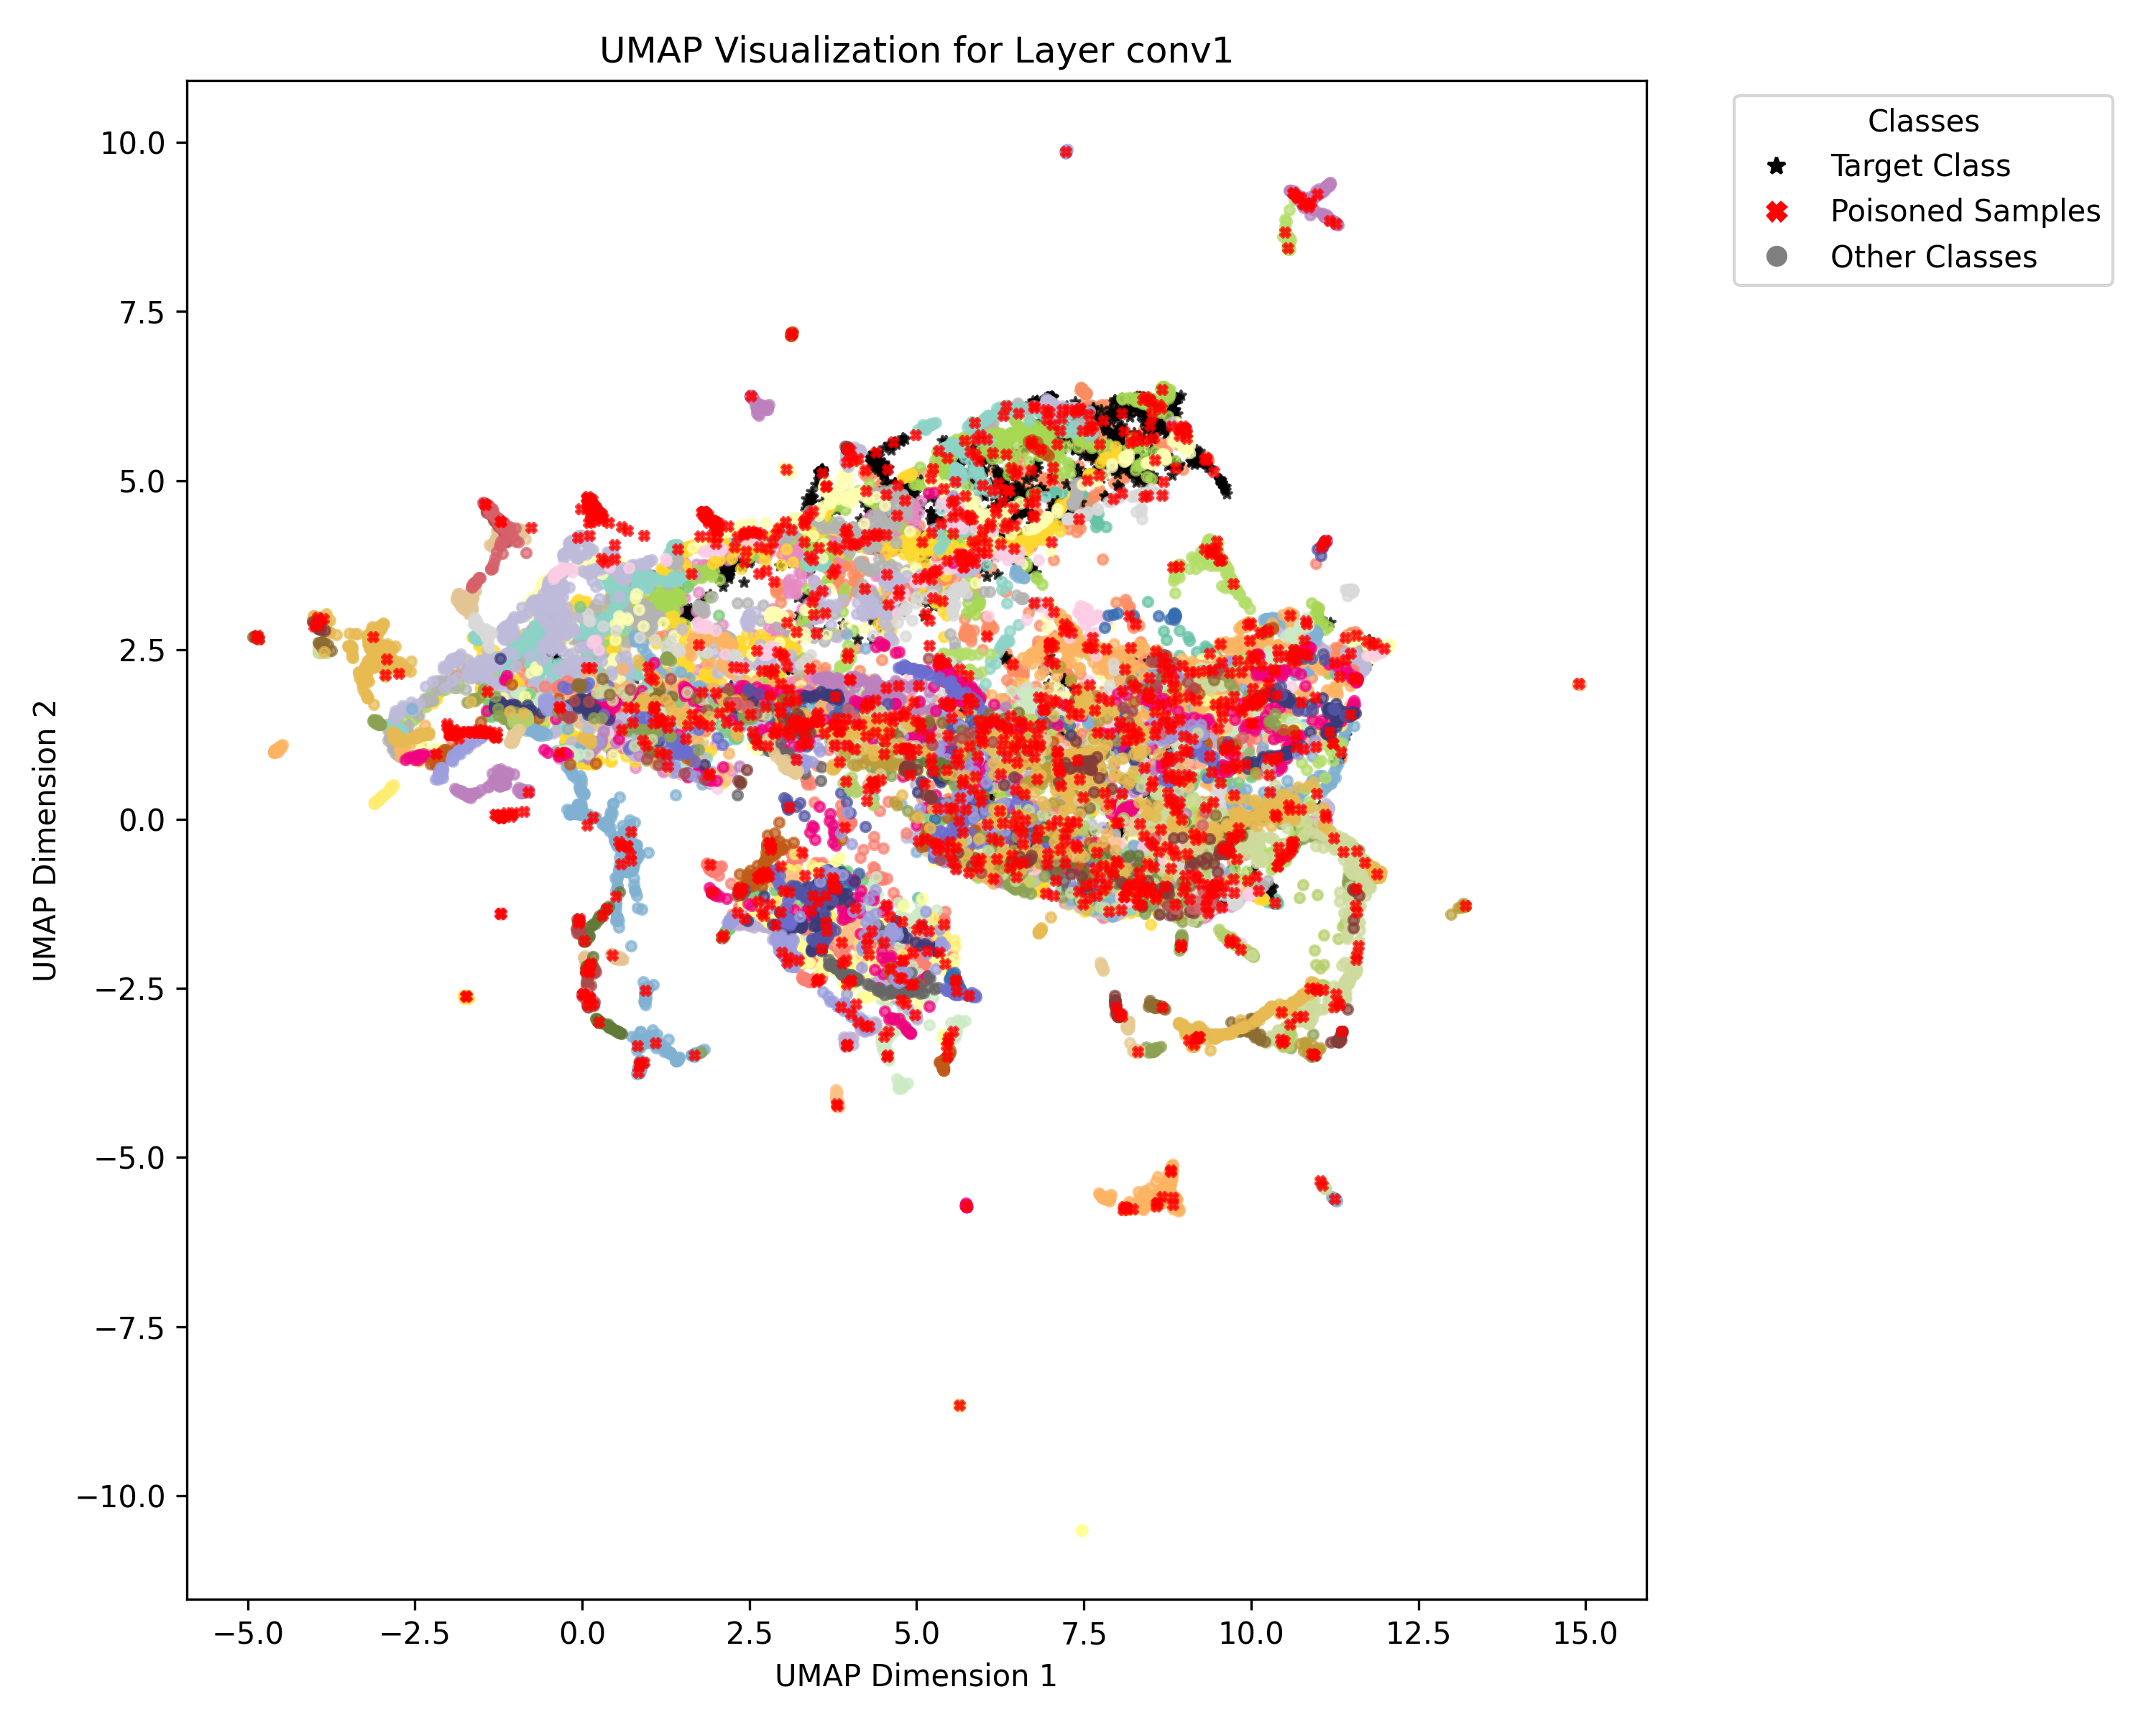 UMAP Visualization for Layer conv1
Classes
Target Class
Poisoned Samples
Other Classes
10.0
7.5
5.0
2.5
0.0
−2.5
−5.0
−7.5
−10.0
UMAP Dimension 2
−5.0 −2.5 0.0 2.5 5.0 7.5 10.0 12.5 15.0
UMAP Dimension 1